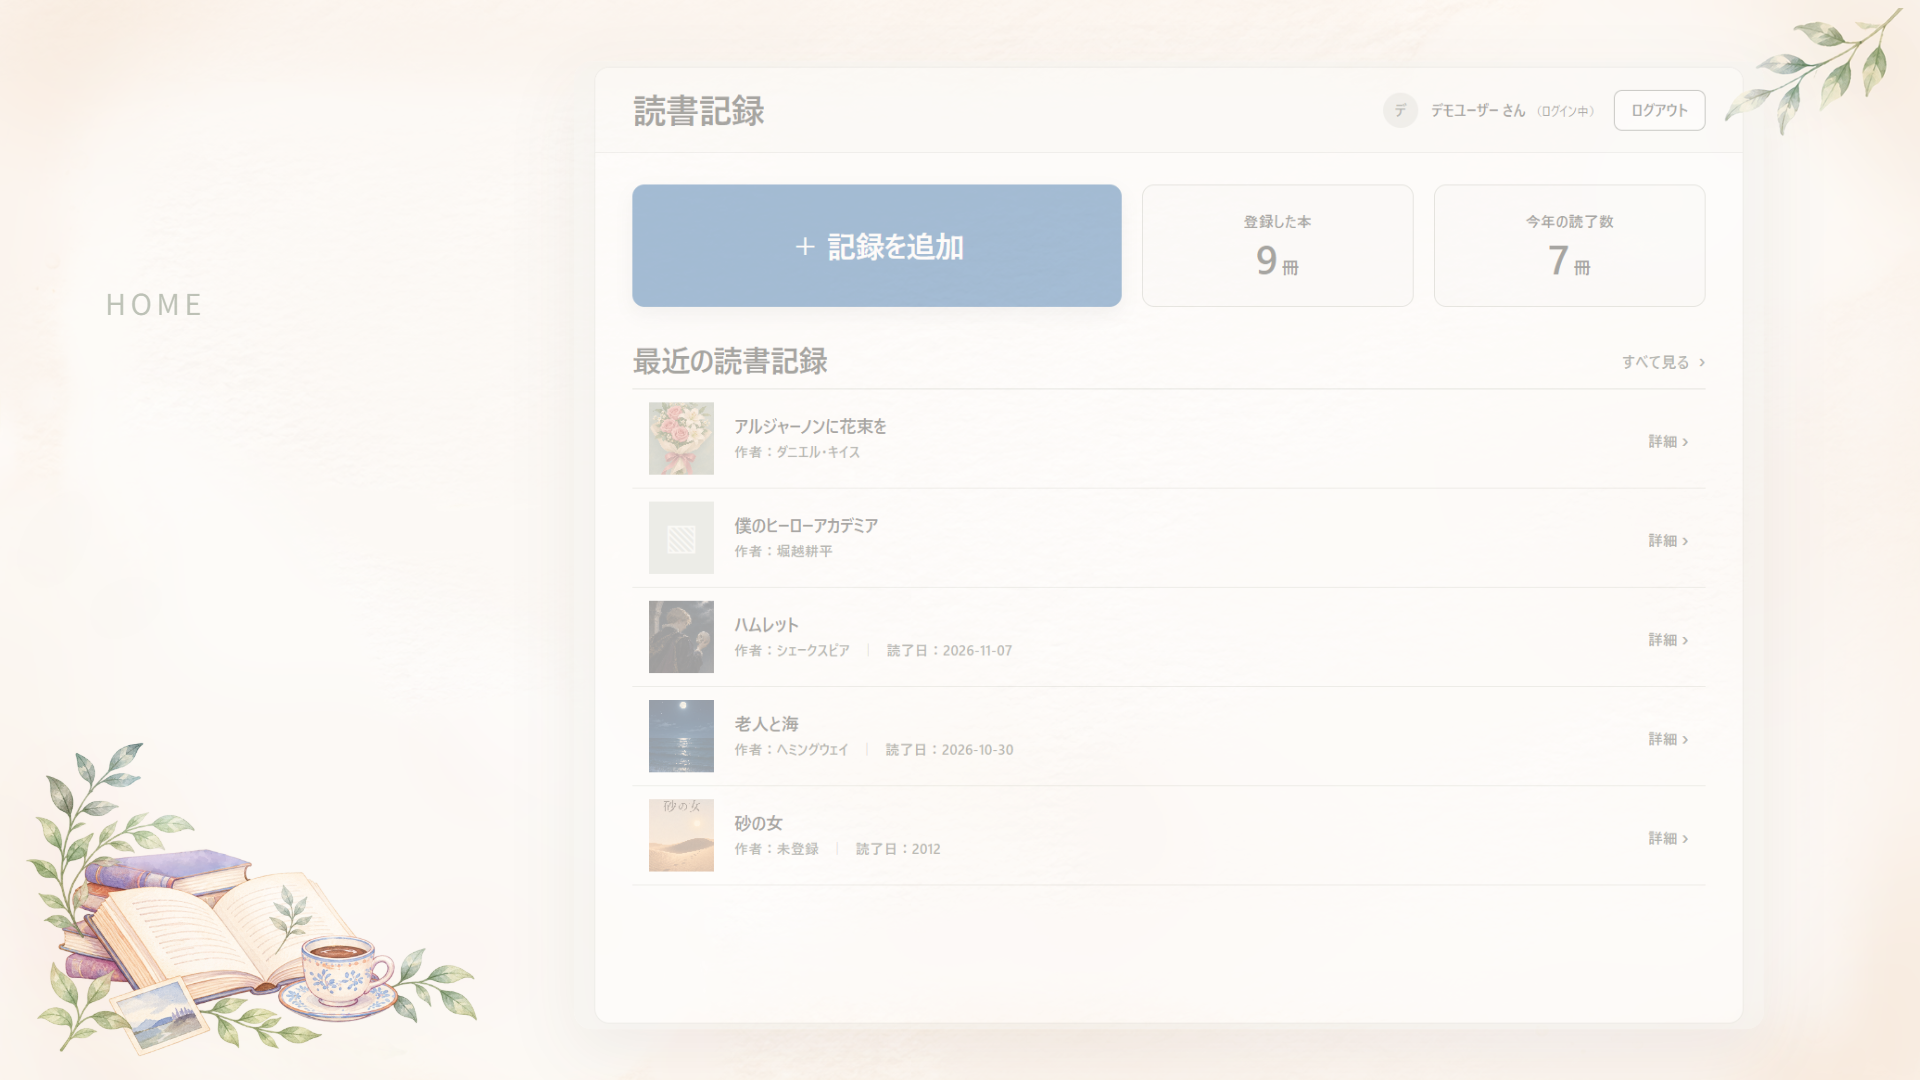 HOME
読書記録
デ デモユーザー さん (ログイン中) ログアウト
+ 記録を追加
登録した本
9 冊
今年の読了数
7 冊
最近の読書記録
すべて見る ›
アルジャーノンに花束を
作者：ダニエル・キイス
詳細 ›
僕のヒーローアカデミア
作者：堀越耕平
詳細 ›
ハムレット
作者：シェークスピア | 読了日：2026-11-07
詳細 ›
老人と海
作者：ヘミングウェイ | 読了日：2026-10-30
詳細 ›
砂の女
砂の女
作者：未登録 | 読了日：2012
詳細 ›